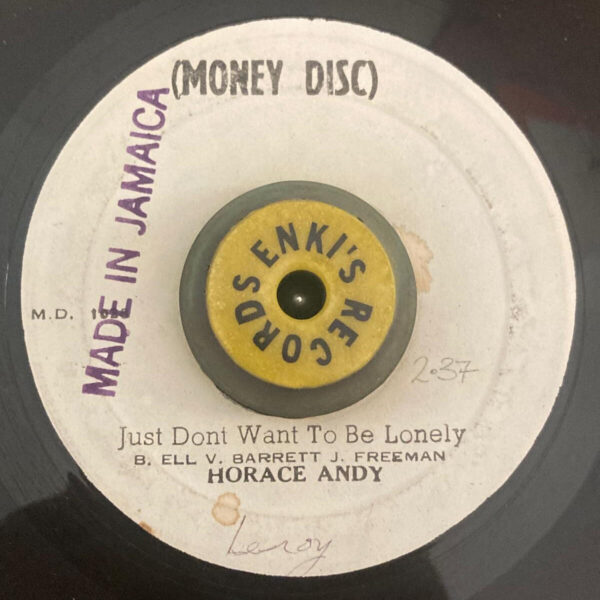 (MONEY DISC)
MADE IN JAMAICA
ENKI'S RECORDS
M.D.
2.37
Just Dont Want To Be Lonely
B. ELL V. BARRETT J. FREEMAN
HORACE ANDY
Leroy